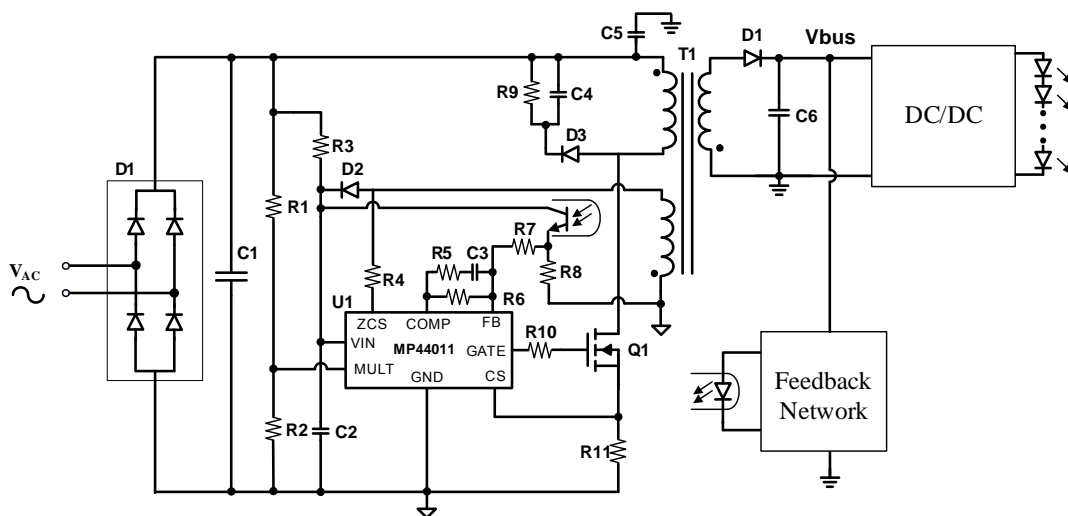 C5
T1
D1
Vbus
R9
C4
DC/DC
C6
R3
D3
D2
D1
R1
R7
C1
R5
C3
R8
VAC
R4
R6
U1
ZCS
COMP
FB
R10
VIN
MP44011
GATE
Q1
MULT
GND
CS
Feedback
Network
R2
C2
R11